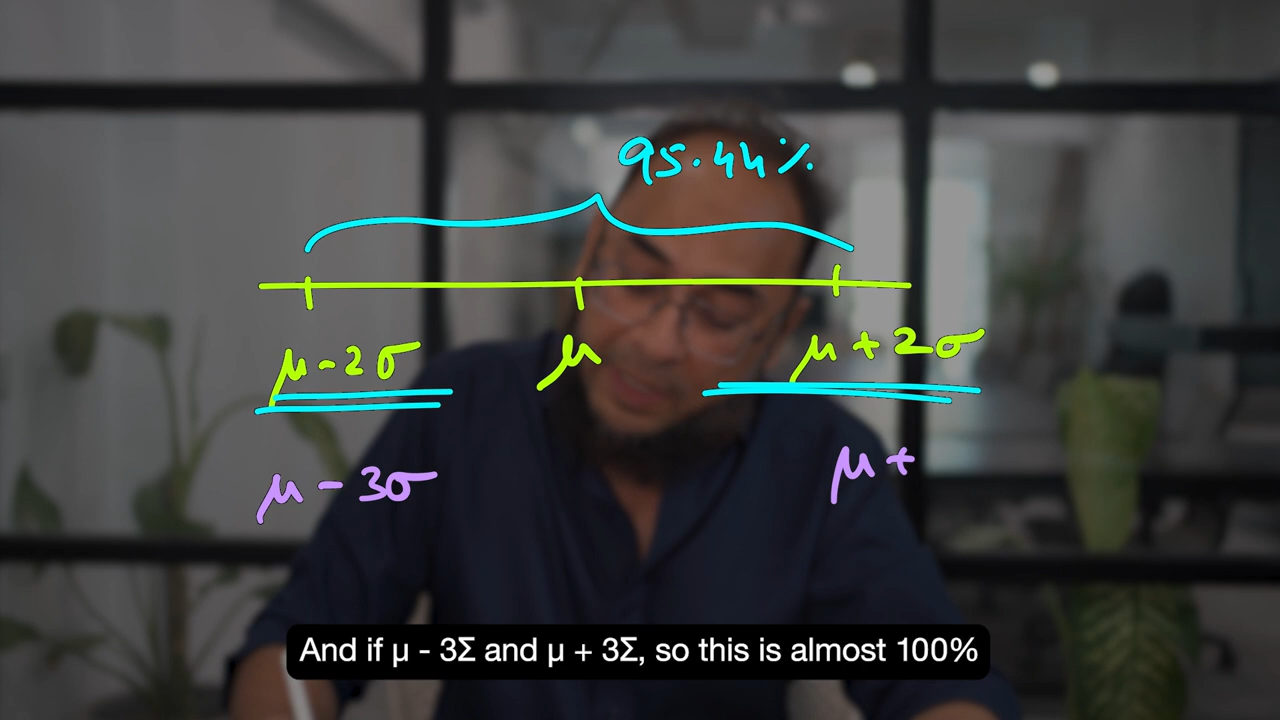 95.44%
μ - 2σ μ μ + 2σ
μ - 3σ μ +
And if μ - 3Σ and μ + 3Σ, so this is almost 100%